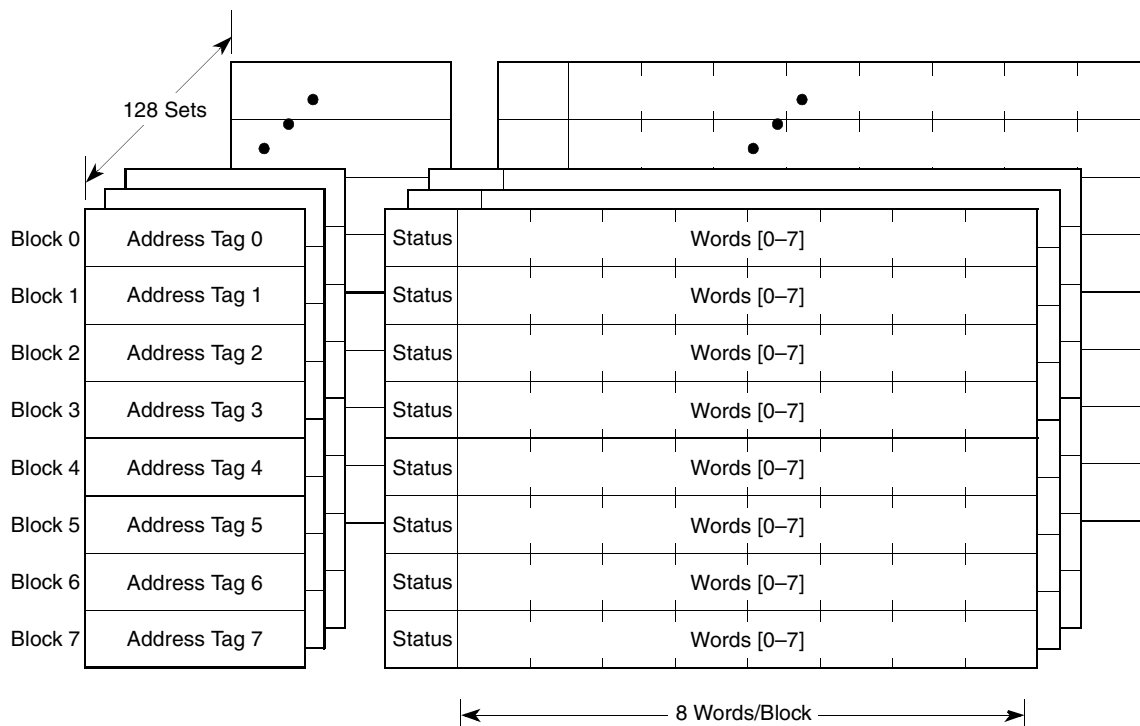 128 Sets
Block 0 Address Tag 0 Status Words [0–7]
Block 1 Address Tag 1 Status Words [0–7]
Block 2 Address Tag 2 Status Words [0–7]
Block 3 Address Tag 3 Status Words [0–7]
Block 4 Address Tag 4 Status Words [0–7]
Block 5 Address Tag 5 Status Words [0–7]
Block 6 Address Tag 6 Status Words [0–7]
Block 7 Address Tag 7 Status Words [0–7]
8 Words/Block